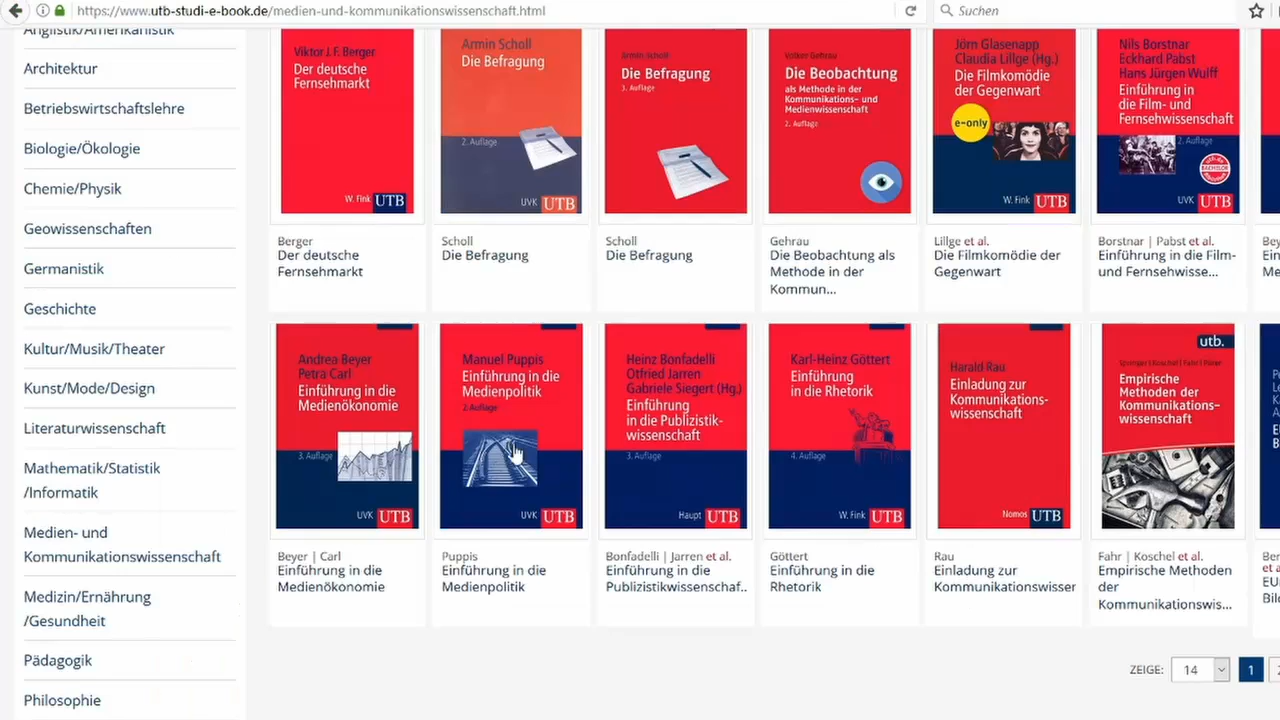 https://www.utb-studi-e-book.de/medien-und-kommunikationswissenschaft.html
Suchen
Anglistik/Amerikanistik
Architektur
Betriebswirtschaftslehre
Biologie/Ökologie
Chemie/Physik
Geowissenschaften
Germanistik
Geschichte
Kultur/Musik/Theater
Kunst/Mode/Design
Literaturwissenschaft
Mathematik/Statistik
/Informatik
Medien- und
Kommunikationswissenschaft
Medizin/Ernährung
/Gesundheit
Pädagogik
Philosophie
Viktor J. F. Berger
Der deutsche
Fernsehmarkt
W. Fink UTB
Berger
Der deutsche
Fernsehmarkt
Armin Scholl
Die Befragung
2. Auflage
UVK UTB
Scholl
Die Befragung
Armin Scholl
Die Befragung
3. Auflage
Scholl
Die Befragung
Volker Gehrau
Die Beobachtung
als Methode in der
Kommunikations- und
Medienwissenschaft
2. Auflage
Gehrau
Die Beobachtung als
Methode in der
Kommun...
Jörn Glasenapp
Claudia Lillge (Hg.)
Die Filmkomödie
der Gegenwart
e-only
W. Fink UTB
Lillge et al.
Die Filmkomödie der
Gegenwart
Nils Borstnar
Eckhard Pabst
Hans Jürgen Wulff
Einführung in
die Film- und
Fernsehwissenschaft
2. Auflage
UVK UTB
Borstnar | Pabst et al.
Einführung in die Film-
und Fernsehwisse...
Andrea Beyer
Petra Carl
Einführung in die
Medienökonomie
3. Auflage
UVK UTB
Beyer | Carl
Einführung in die
Medienökonomie
Manuel Puppis
Einführung in die
Medienpolitik
2. Auflage
UVK UTB
Puppis
Einführung in die
Medienpolitik
Heinz Bonfadelli
Otfried Jarren
Gabriele Siegert (Hg.)
Einführung
in die Publizistik-
wissenschaft
3. Auflage
Haupt UTB
Bonfadelli | Jarren et al.
Einführung in die
Publizistikwissenschaf..
Karl-Heinz Göttert
Einführung
in die Rhetorik
4. Auflage
W. Fink UTB
Göttert
Einführung in die
Rhetorik
Harald Rau
Einladung zur
Kommunikations-
wissenschaft
Nomos UTB
Rau
Einladung zur
Kommunikationswisser
utb.
Empirische
Methoden der
Kommunikations-
wissenschaft
Fahr | Koschel et al.
Empirische Methoden
der
Kommunikationswis...
ZEIGE: 14 1